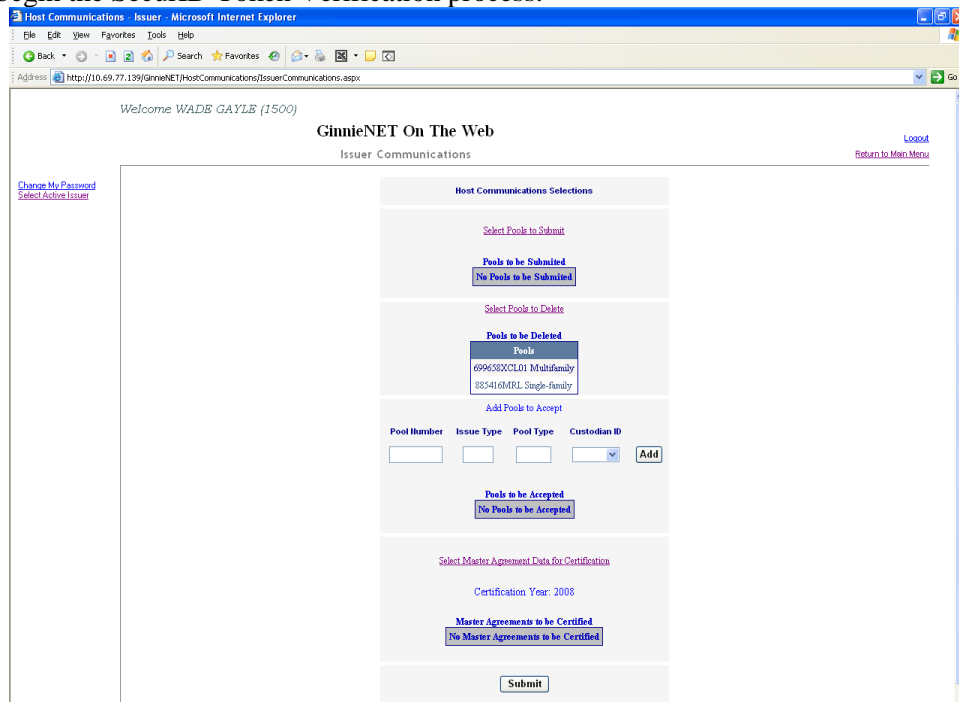 begin the SecurID Token verification process.
Host Communications - Issuer - Microsoft Internet Explorer
File Edit View Favorites Tools Help
Back Search Favorites
Address http://10.69.77.139/GinnieNET/HostCommunications/IssuerCommunications.aspx Go
Welcome WADE GAYLE (1500)
GinnieNET On The Web
Logout
Issuer Communications
Return to Main Menu
Change My Password
Select Active Issuer
Host Communications Selections
Select Pools to Submit
Pools to be Submited
No Pools to be Submited
Select Pools to Delete
Pools to be Deleted
Pools
699658XCL01 Multifamily
885416MRL Single-family
Add Pools to Accept
Pool Number Issue Type Pool Type Custodian ID
Add
Pools to be Accepted
No Pools to be Accepted
Select Master Agreement Data for Certification
Certification Year: 2008
Master Agreements to be Certified
No Master Agreements to be Certified
Submit